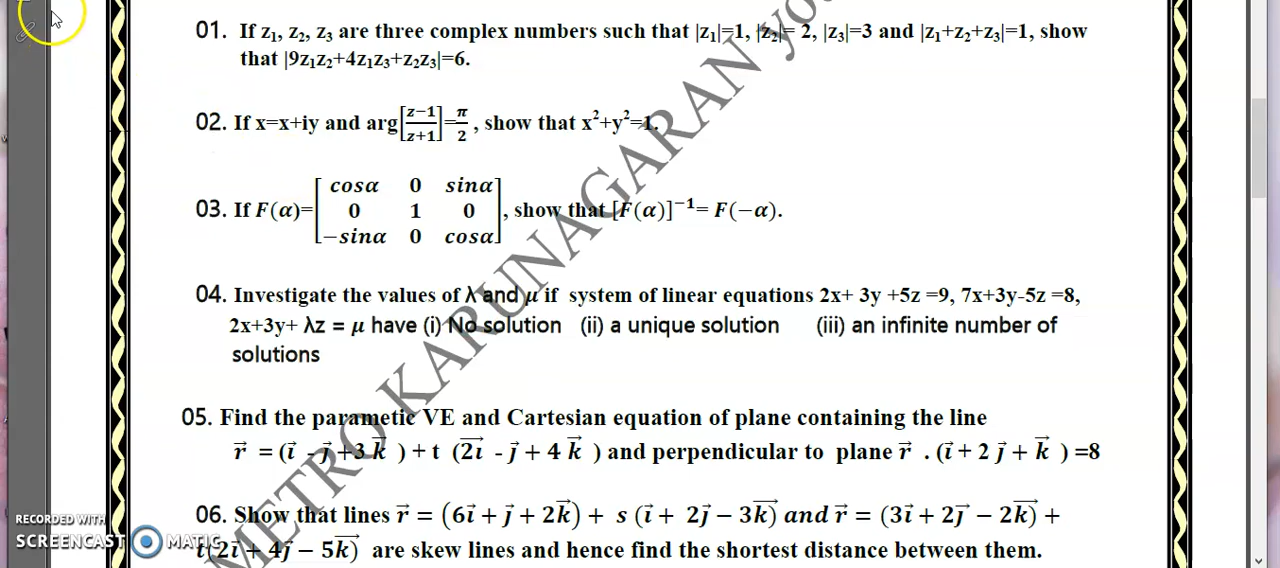 01. If z₁, z₂, z₃ are three complex numbers such that |z₁|=1, |z₂|= 2, |z₃|=3 and |z₁+z₂+z₃|=1, show
that |9z₁z₂+4z₁z₃+z₂z₃|=6.
02. If x=x+iy and arg[(z−1)/(z+1)]=π/2 , show that x²+y²=1.
03. If F(α)=[cosα 0 sinα; 0 1 0; −sinα 0 cosα], show that [F(α)]⁻¹= F(−α).
04. Investigate the values of λ and μ if system of linear equations 2x+ 3y +5z =9, 7x+3y-5z =8,
2x+3y+ λz = μ have (i) No solution (ii) a unique solution (iii) an infinite number of
solutions
05. Find the parametic VE and Cartesian equation of plane containing the line
r⃗ = (i⃗ - j⃗ +3 k⃗ ) + t (2i⃗ - j⃗ + 4 k⃗ ) and perpendicular to plane r⃗ . (i⃗ + 2 j⃗ + k⃗ ) =8
06. Show that lines r⃗ = (6i⃗ + j⃗ + 2k⃗) + s (i⃗ + 2j⃗ − 3k⃗) and r⃗ = (3i⃗ + 2j⃗ − 2k⃗) +
t(2i⃗ + 4j⃗ − 5k⃗) are skew lines and hence find the shortest distance between them.
METRO KARUNAGARAN you
RECORDED WITH
SCREENCAST MATIC